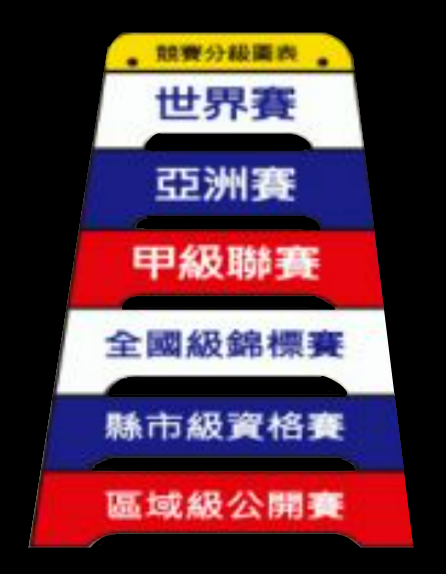 競賽分級圖表
世界賽
亞洲賽
甲級聯賽
全國級錦標賽
縣市級資格賽
區域級公開賽